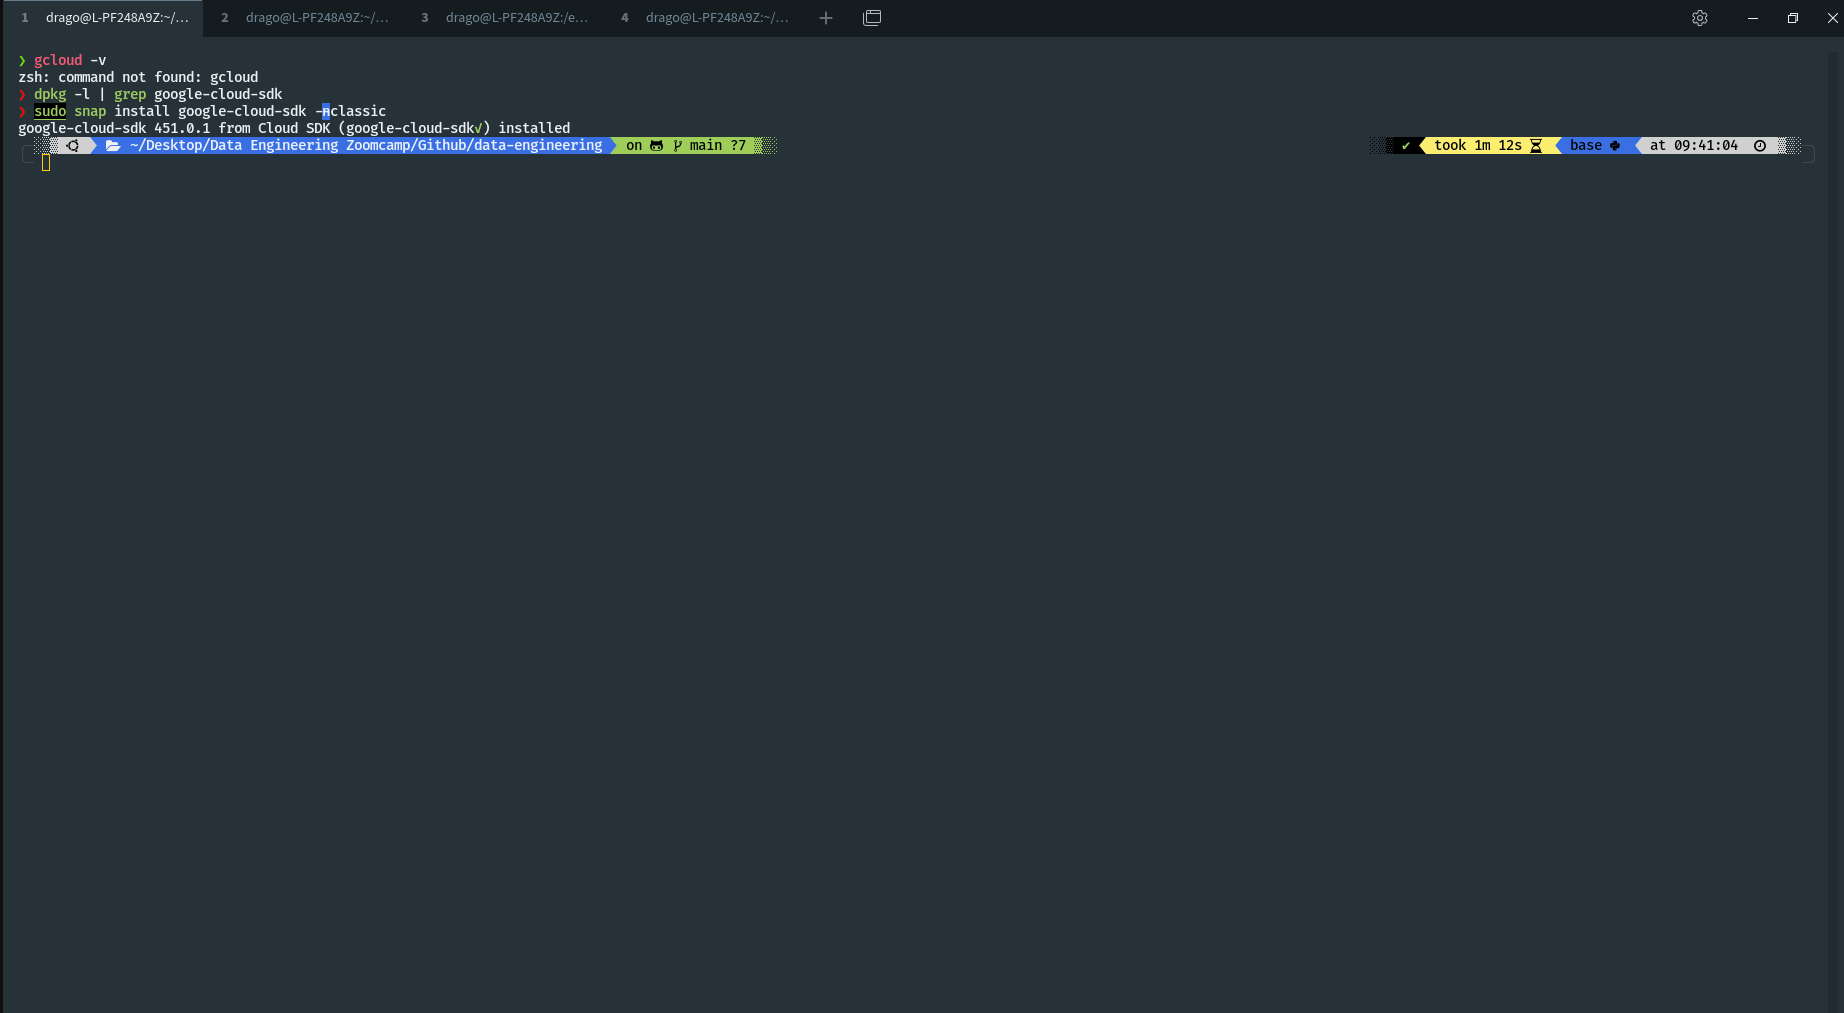 1 drago@L-PF248A9Z:~/… 2 drago@L-PF248A9Z:~/… 3 drago@L-PF248A9Z:/e… 4 drago@L-PF248A9Z:~/…
❯ gcloud -v
zsh: command not found: gcloud
❯ dpkg -l | grep google-cloud-sdk
❯ sudo snap install google-cloud-sdk -classic
google-cloud-sdk 451.0.1 from Cloud SDK (google-cloud-sdk✓) installed
~/Desktop/Data Engineering Zoomcamp/Github/data-engineering on main ?7 ✔ took 1m 12s base at 09:41:04